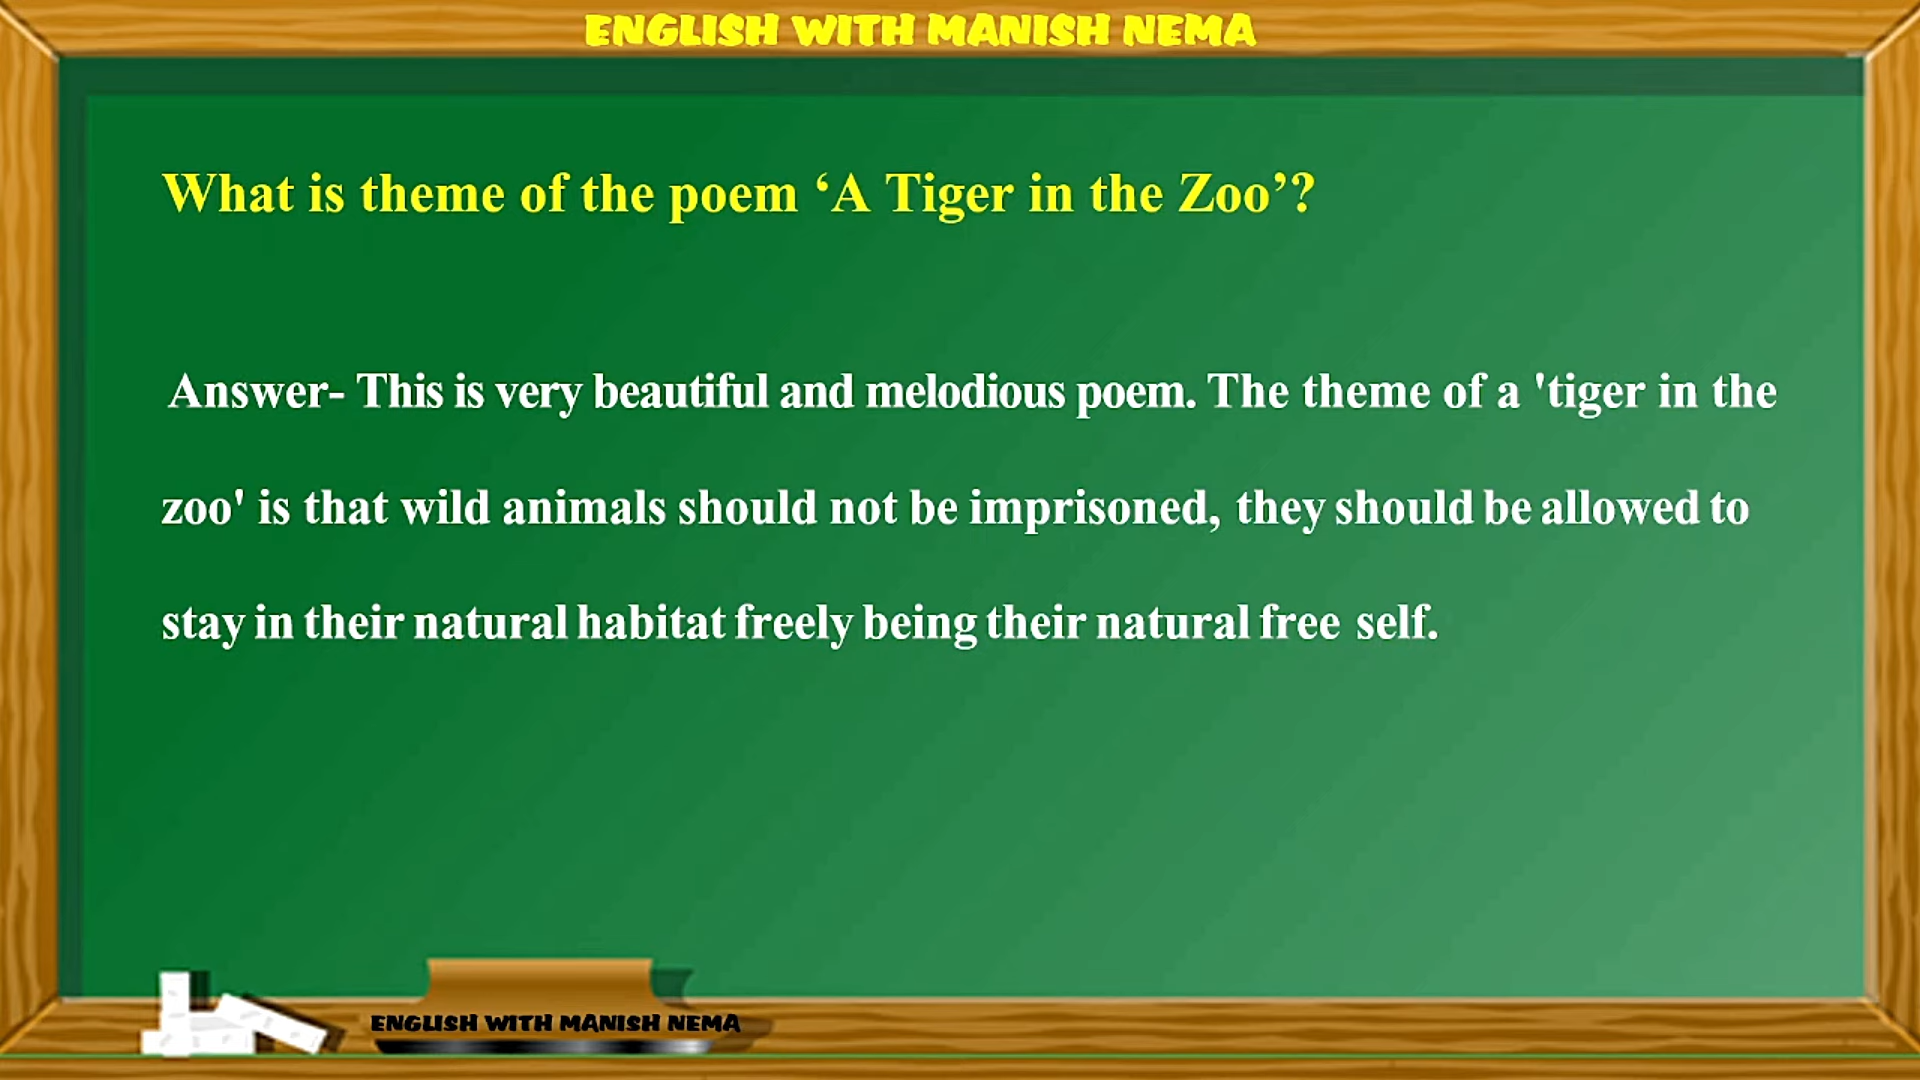 ENGLISH WITH MANISH NEMA
What is theme of the poem ‘A Tiger in the Zoo’?
Answer- This is very beautiful and melodious poem. The theme of a 'tiger in the
zoo' is that wild animals should not be imprisoned, they should be allowed to
stay in their natural habitat freely being their natural free self.
ENGLISH WITH MANISH NEMA